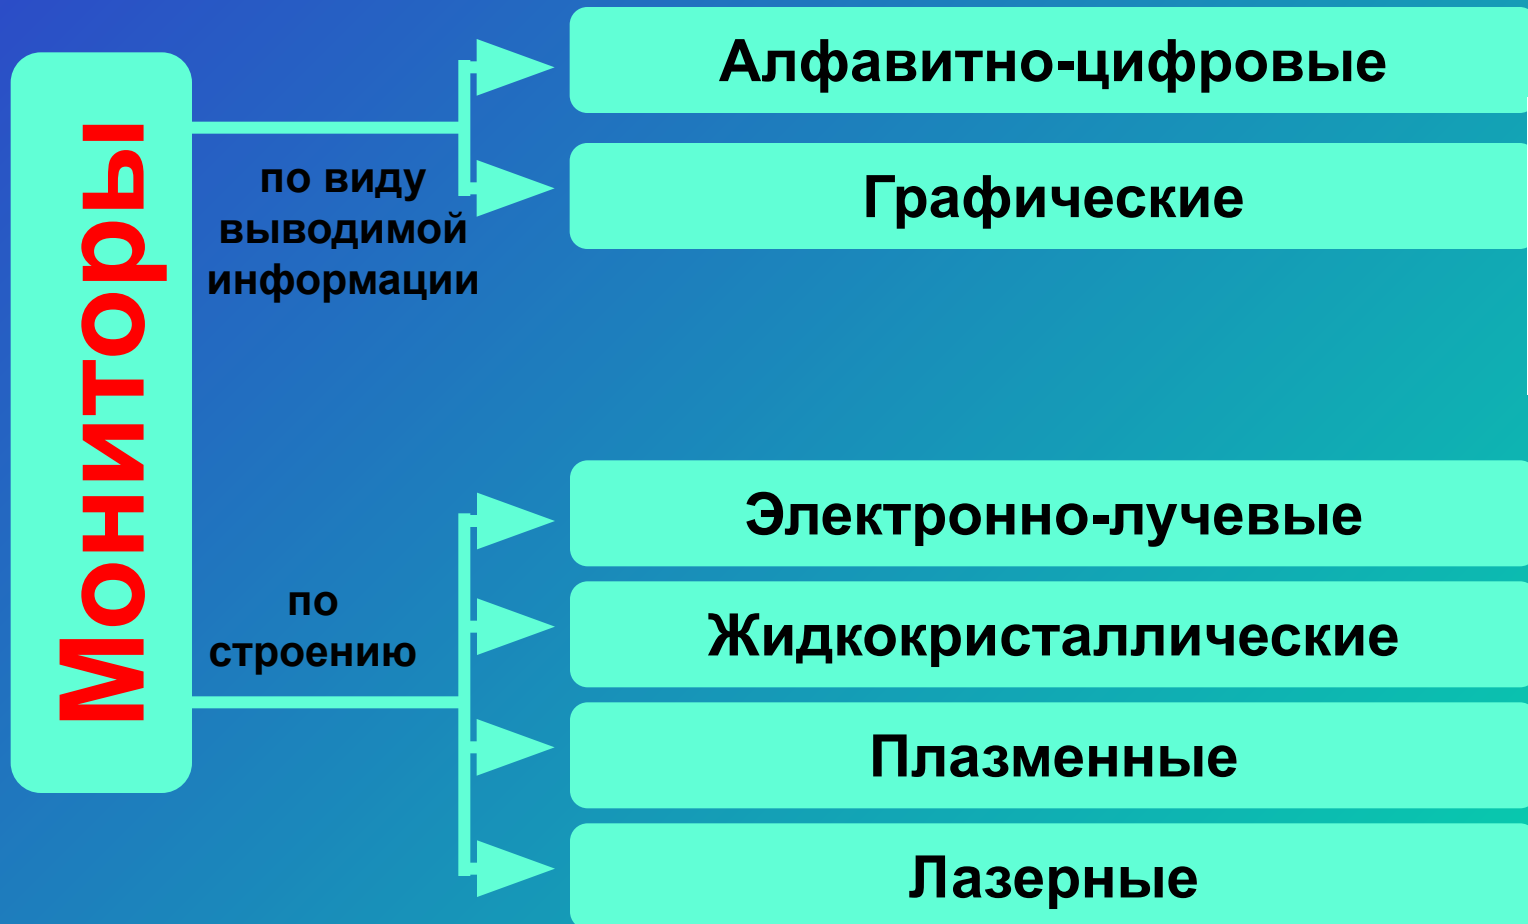 Мониторы
по виду
выводимой
информации
Алфавитно-цифровые
Графические
по
строению
Электронно-лучевые
Жидкокристаллические
Плазменные
Лазерные